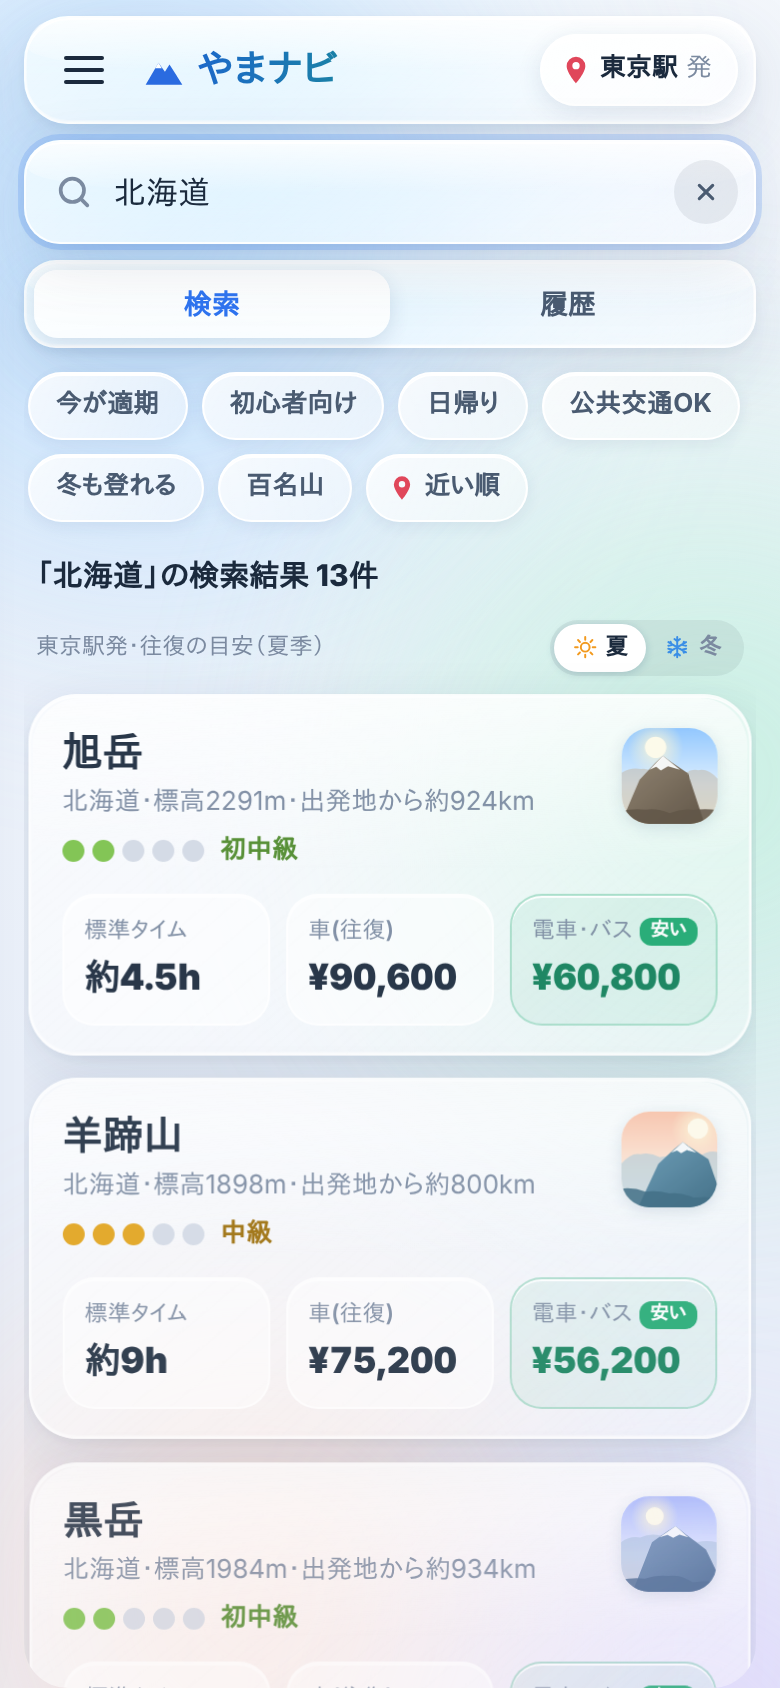 やまナビ
東京駅 発
北海道
検索 履歴
今が適期 初心者向け 日帰り 公共交通OK
冬も登れる 百名山 近い順
「北海道」の検索結果 13件
東京駅発・往復の目安（夏季） 夏 冬
旭岳
北海道・標高2291m・出発地から約924km
初中級
標準タイム 車(往復) 電車・バス 安い
約4.5h ¥90,600 ¥60,800
羊蹄山
北海道・標高1898m・出発地から約800km
中級
標準タイム 車(往復) 電車・バス 安い
約9h ¥75,200 ¥56,200
黒岳
北海道・標高1984m・出発地から約934km
初中級